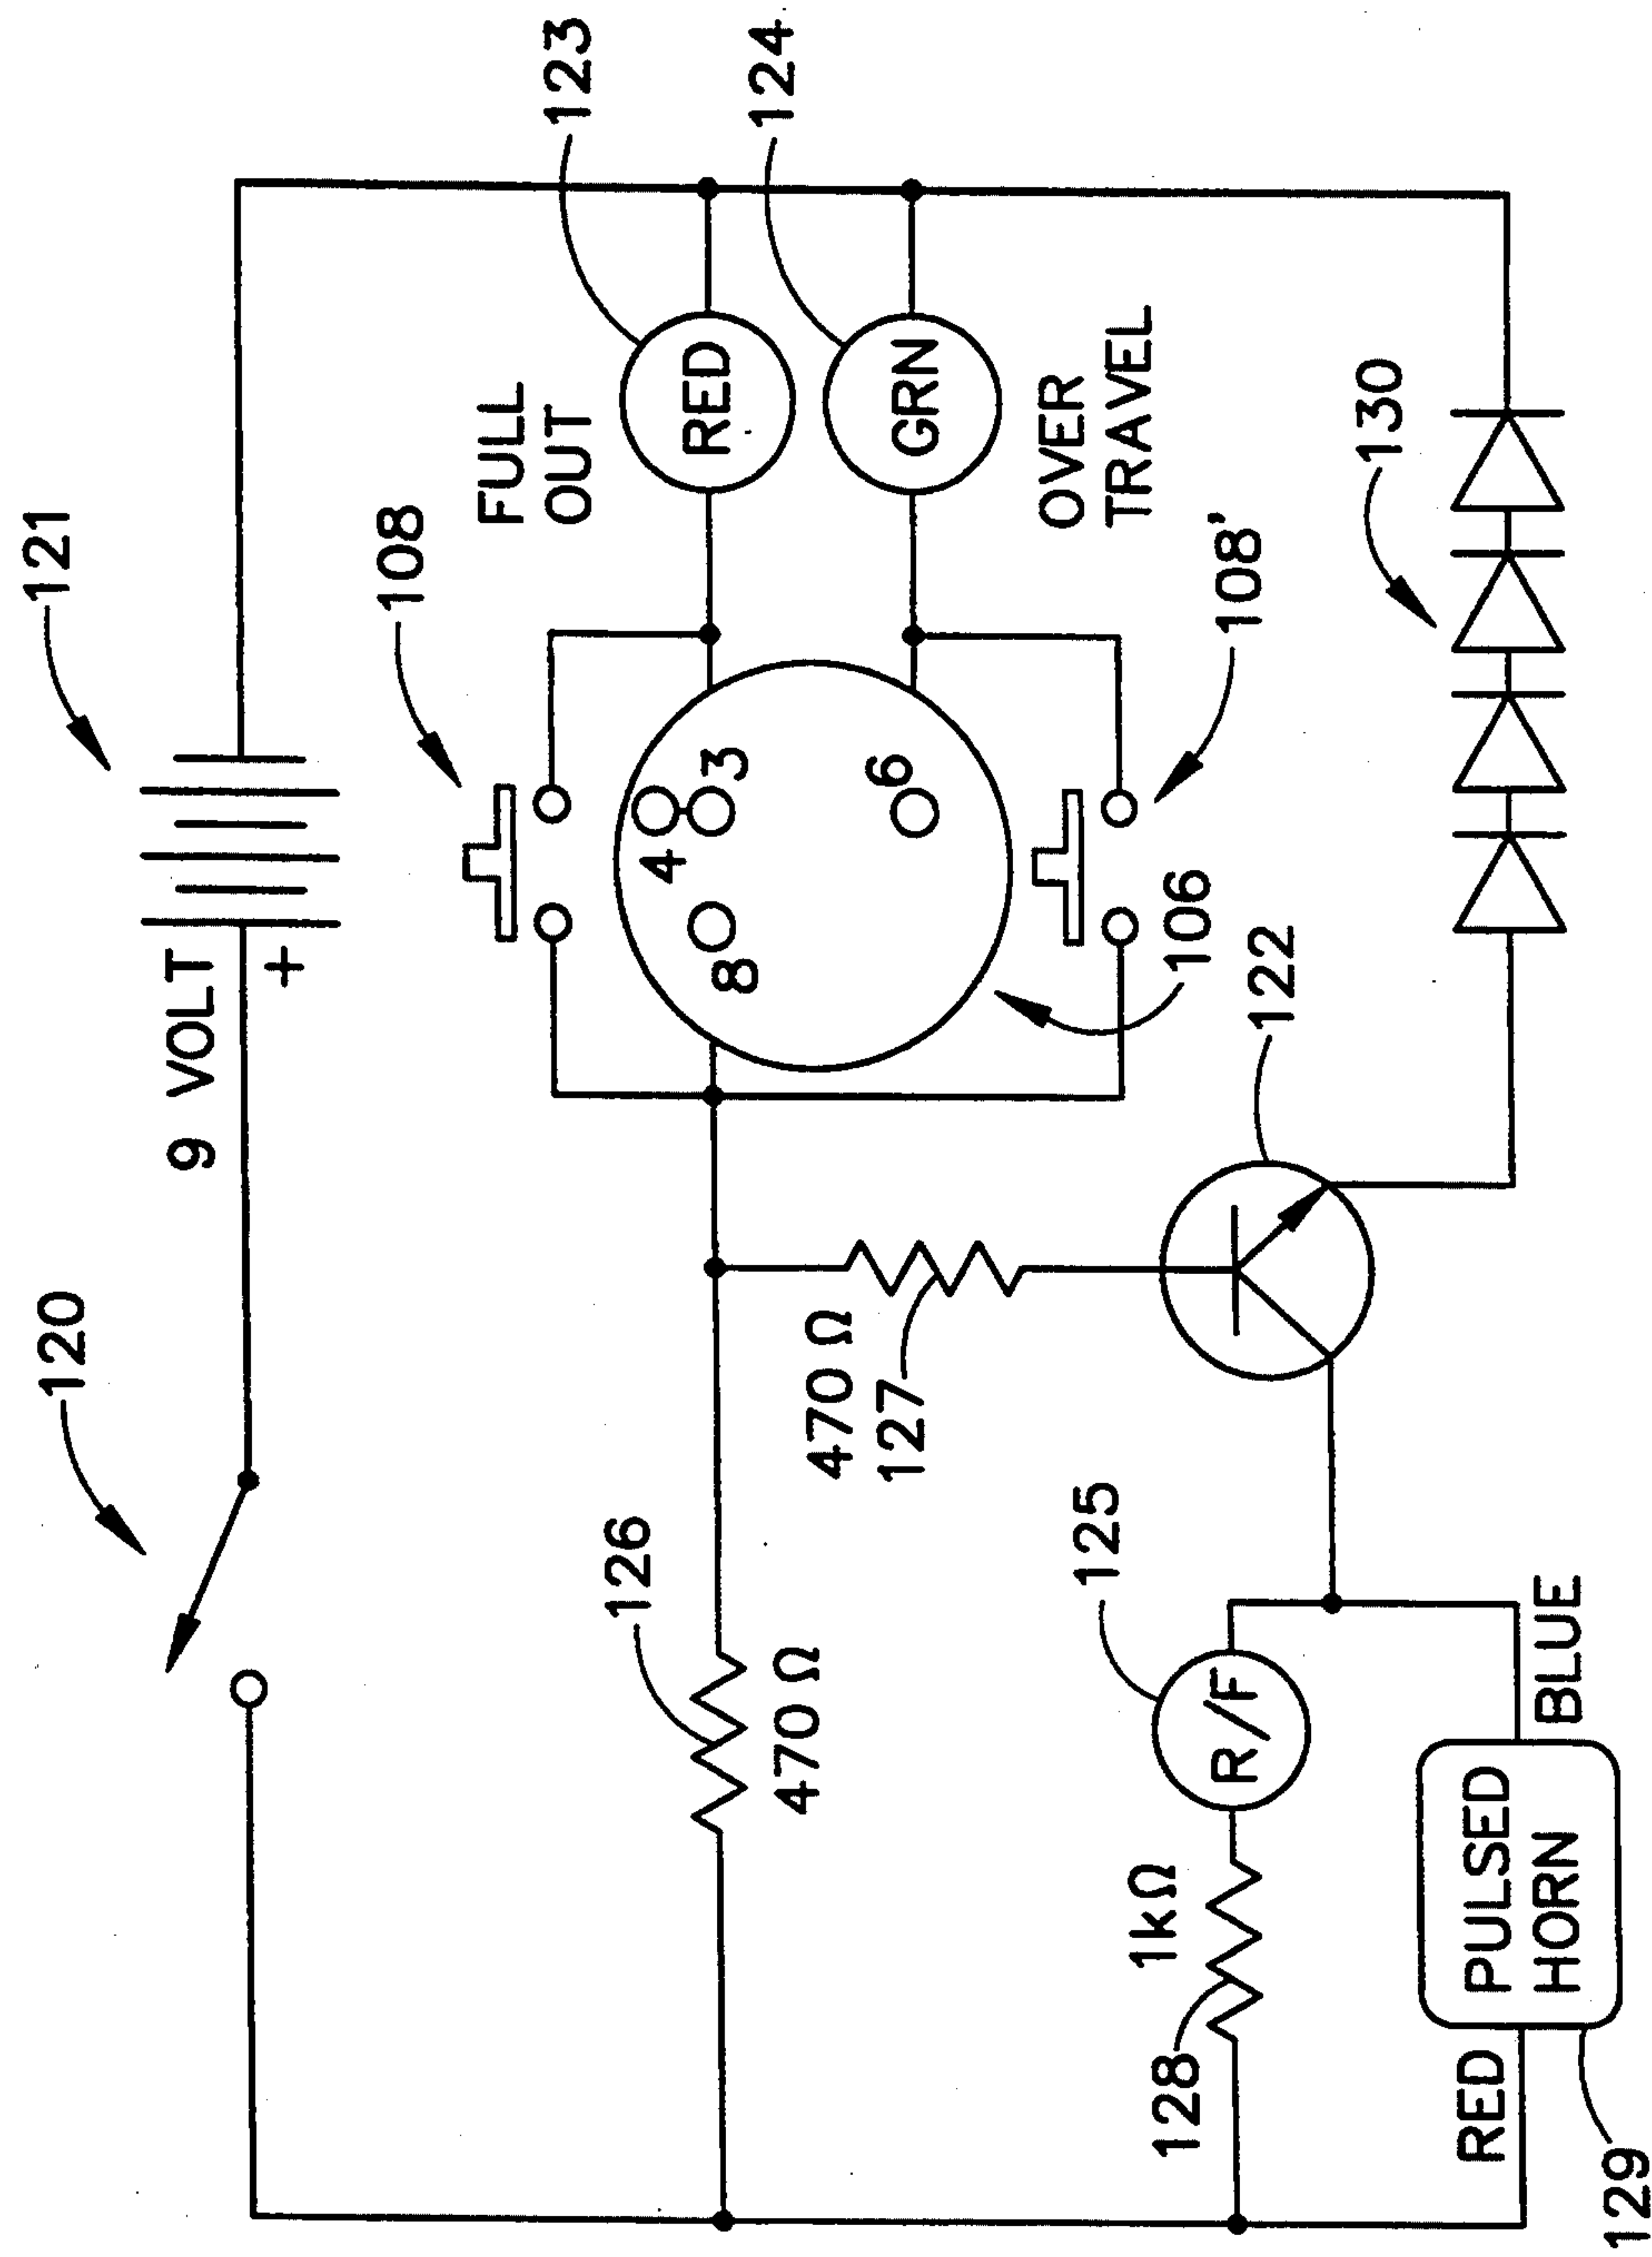 120
121
9 VOLT
+
108
FULL
OUT
123
RED
124
GRN
OVER
TRAVEL
108'
4
3
8
6
106
126
470 Ω
470 Ω
127
122
130
125
R/F
1kΩ
128
RED
PULSED
HORN
BLUE
129